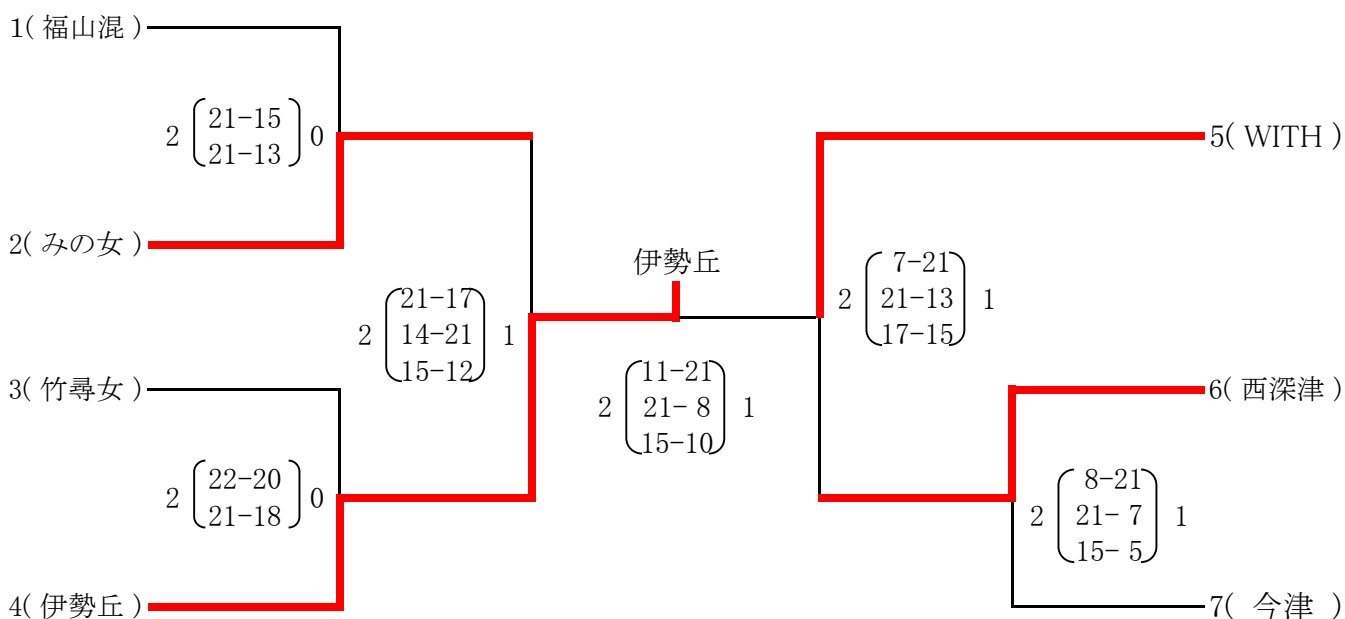 1( 福山混 )
2 21-15 0
21-13
2( みの女 )
2 21-17 1
14-21
15-12
3( 竹尋女 )
2 22-20 0
21-18
4( 伊勢丘 )
伊勢丘
2 11-21 1
21- 8
15-10
5( WITH )
2 7-21 1
21-13
17-15
6( 西深津 )
2 8-21 1
21- 7
15- 5
7( 今津 )